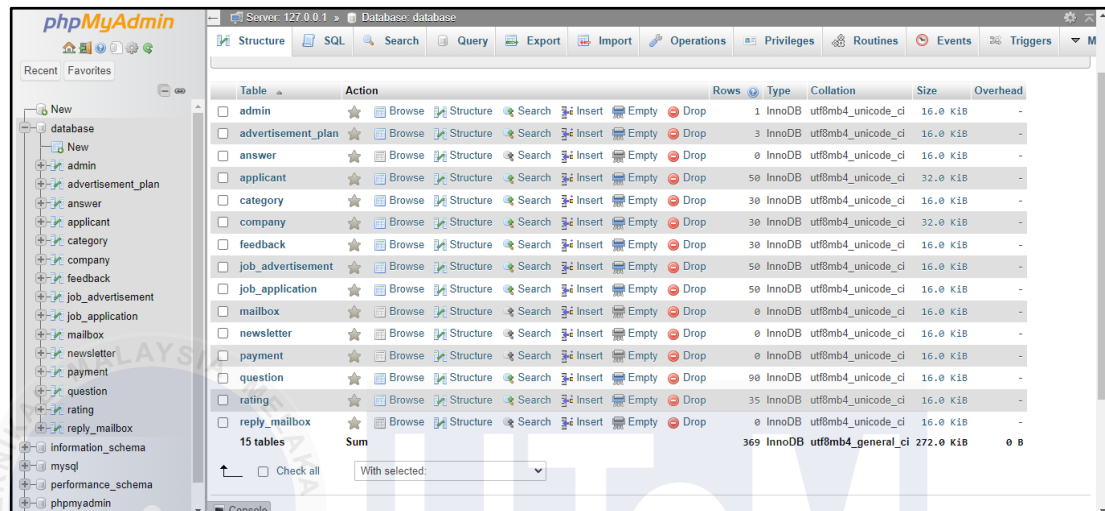 phpMyAdmin
Recent Favorites
New
database
New
admin
advertisement_plan
answer
applicant
category
company
feedback
job_advertisement
job_application
mailbox
newsletter
payment
question
rating
reply_mailbox
information_schema
mysql
performance_schema
phpmyadmin
Server: 127.0.0.1 » Database: database
Structure SQL Search Query Export Import Operations Privileges Routines Events Triggers M
Table Action Rows Type Collation Size Overhead
admin Browse Structure Search Insert Empty Drop 1 InnoDB utf8mb4_unicode_ci 16.0 KiB -
advertisement_plan Browse Structure Search Insert Empty Drop 3 InnoDB utf8mb4_unicode_ci 16.0 KiB -
answer Browse Structure Search Insert Empty Drop 0 InnoDB utf8mb4_unicode_ci 16.0 KiB -
applicant Browse Structure Search Insert Empty Drop 50 InnoDB utf8mb4_unicode_ci 32.0 KiB -
category Browse Structure Search Insert Empty Drop 30 InnoDB utf8mb4_unicode_ci 16.0 KiB -
company Browse Structure Search Insert Empty Drop 30 InnoDB utf8mb4_unicode_ci 32.0 KiB -
feedback Browse Structure Search Insert Empty Drop 30 InnoDB utf8mb4_unicode_ci 16.0 KiB -
job_advertisement Browse Structure Search Insert Empty Drop 50 InnoDB utf8mb4_unicode_ci 16.0 KiB -
job_application Browse Structure Search Insert Empty Drop 50 InnoDB utf8mb4_unicode_ci 16.0 KiB -
mailbox Browse Structure Search Insert Empty Drop 0 InnoDB utf8mb4_unicode_ci 16.0 KiB -
newsletter Browse Structure Search Insert Empty Drop 0 InnoDB utf8mb4_unicode_ci 16.0 KiB -
payment Browse Structure Search Insert Empty Drop 0 InnoDB utf8mb4_unicode_ci 16.0 KiB -
question Browse Structure Search Insert Empty Drop 90 InnoDB utf8mb4_unicode_ci 16.0 KiB -
rating Browse Structure Search Insert Empty Drop 35 InnoDB utf8mb4_unicode_ci 16.0 KiB -
reply_mailbox Browse Structure Search Insert Empty Drop 0 InnoDB utf8mb4_unicode_ci 16.0 KiB -
15 tables Sum 369 InnoDB utf8mb4_general_ci 272.0 KiB 0 B
Check all With selected:
Console
MALAYSIA MELAKA